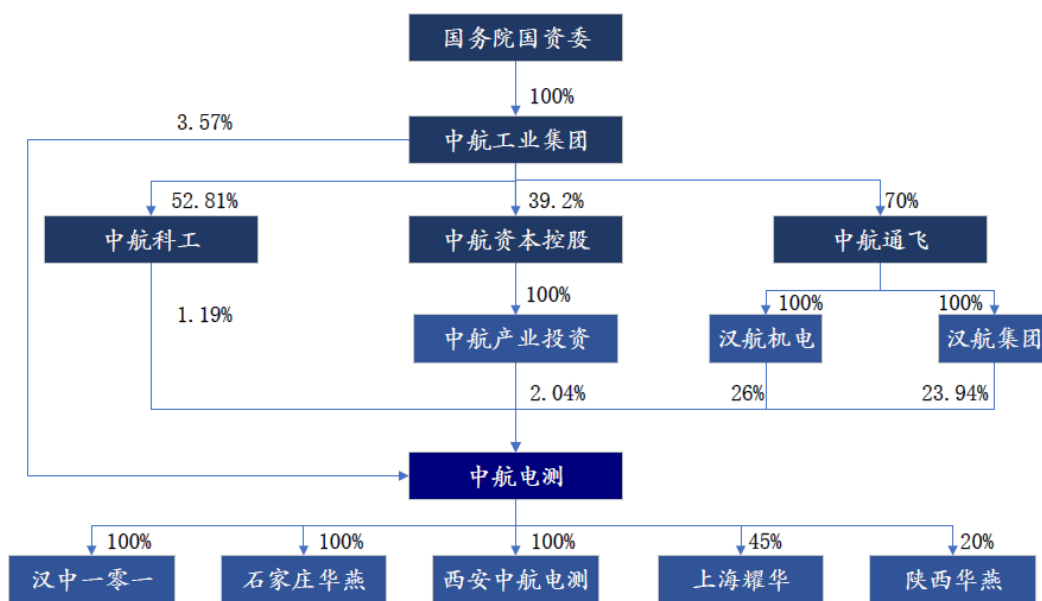 国务院国资委
100%
3.57%
中航工业集团
52.81%
39.2%
70%
中航科工
中航资本控股
中航通飞
100%
100%
100%
1.19%
中航产业投资
汉航机电
汉航集团
2.04%
26%
23.94%
中航电测
100%
100%
100%
45%
20%
汉中一零一
石家庄华燕
西安中航电测
上海耀华
陕西华燕